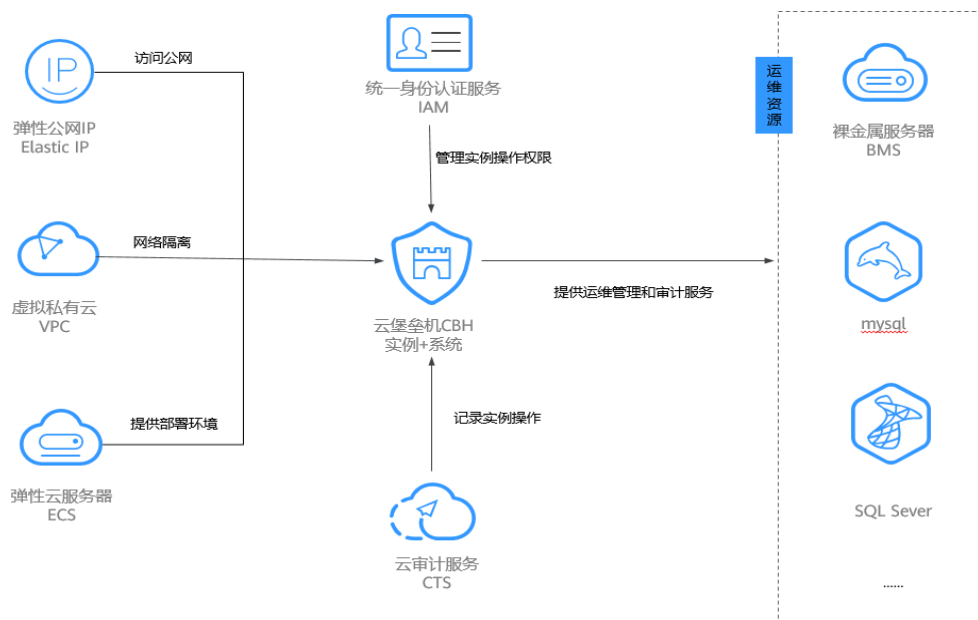 IP
访问公网
弹性公网IP
Elastic IP
统一身份认证服务
IAM
管理实例操作权限
运
维
资
源
裸金属服务器
BMS
网络隔离
虚拟私有云
VPC
云堡垒机CBH
实例+系统
提供运维管理和审计服务
mysql
提供部署环境
弹性云服务器
ECS
记录实例操作
云审计服务
CTS
SQL Sever
......